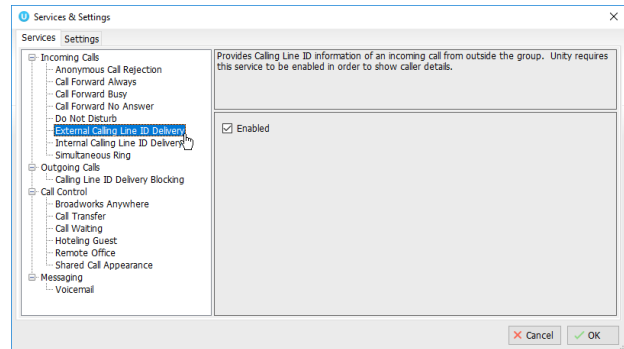 Services & Settings
Services Settings
Incoming Calls
Anonymous Call Rejection
Call Forward Always
Call Forward Busy
Call Forward No Answer
Do Not Disturb
External Calling Line ID Delivery
Internal Calling Line ID Delivery
Simultaneous Ring
Outgoing Calls
Calling Line ID Delivery Blocking
Call Control
Broadworks Anywhere
Call Transfer
Call Waiting
Hoteling Guest
Remote Office
Shared Call Appearance
Messaging
Voicemail
Provides Calling Line ID information of an incoming call from outside the group. Unity requires
this service to be enabled in order to show caller details.
Enabled
Cancel OK